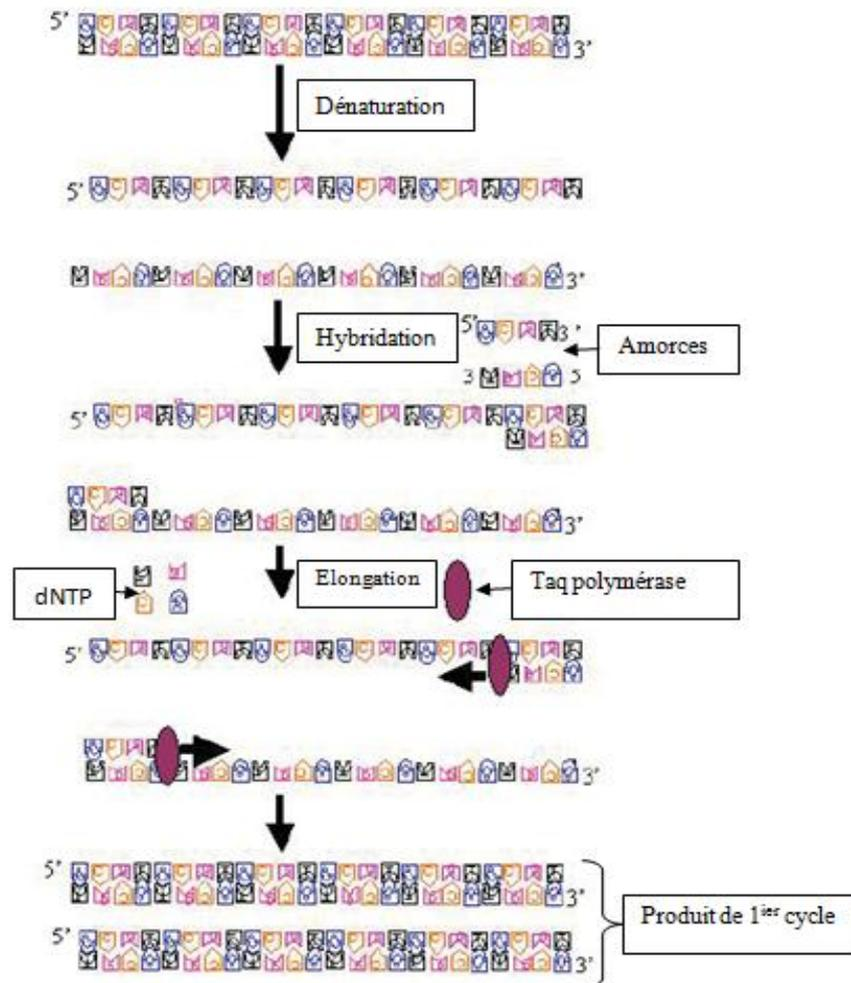 5’
3’
Dénaturation
5’
3’
Hybridation
5’ 3’
Amorces
3 5
5’
3’
dNTP
Elongation
Taq polymérase
5’
3’
5’
3’
Produit de 1ier cycle
5’
3’